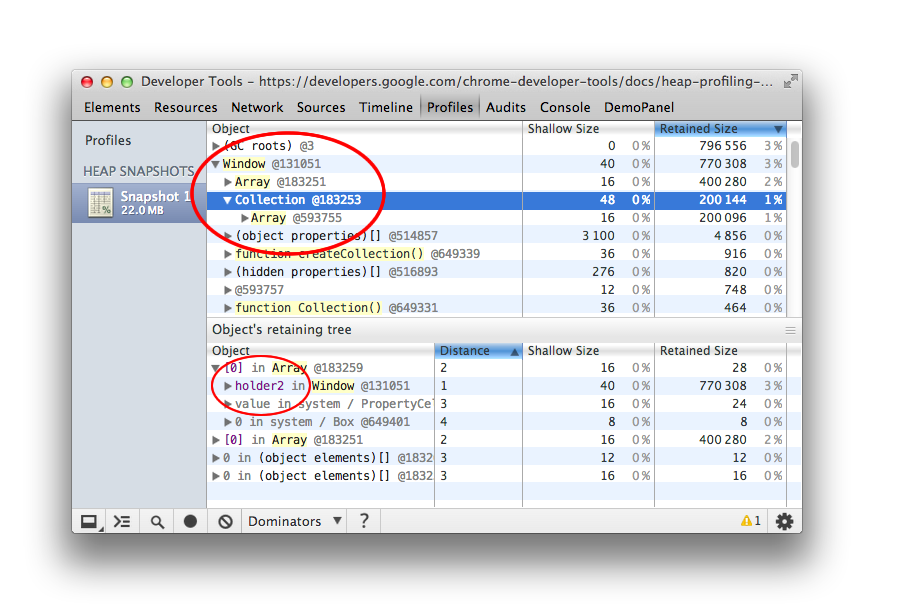 Developer Tools - https://developers.google.com/chrome-developer-tools/docs/heap-profiling-...
Elements Resources Network Sources Timeline Profiles Audits Console DemoPanel
Profiles
HEAP SNAPSHOTS
Snapshot 1
22.0 MB
Object Shallow Size Retained Size
(GC roots) @3 0 0% 796 556 3%
Window @131051 40 0% 770 308 3%
Array @183251 16 0% 400 280 2%
Collection @183253 48 0% 200 144 1%
Array @593755 16 0% 200 096 1%
(object properties)[] @514857 3 100 0% 4 856 0%
function createCollection() @649339 36 0% 916 0%
(hidden properties)[] @516893 276 0% 820 0%
@593757 12 0% 748 0%
function Collection() @649331 36 0% 464 0%
Object's retaining tree
Object Distance Shallow Size Retained Size
[0] in Array @183259 2 16 0% 28 0%
holder2 in Window @131051 1 40 0% 770 308 3%
value in system / PropertyCel 3 16 0% 24 0%
0 in system / Box @649401 4 8 0% 8 0%
[0] in Array @183251 2 16 0% 400 280 2%
0 in (object elements)[] @1832 3 12 0% 12 0%
0 in (object elements)[] @1832 3 16 0% 16 0%
Dominators ? 1